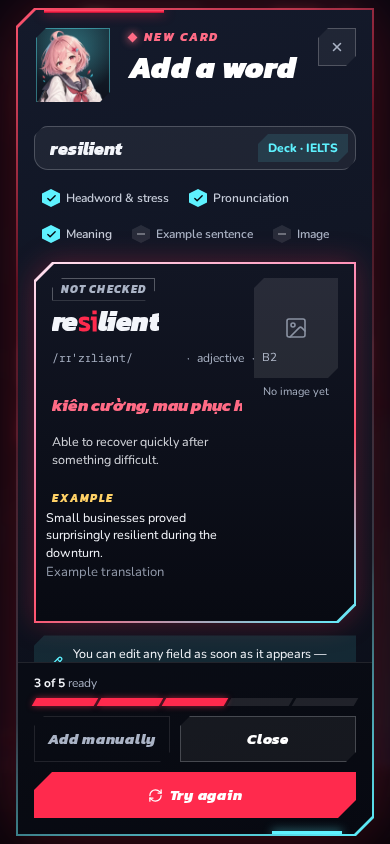 NEW CARD
Add a word
resilient
Deck · IELTS
Headword & stress
Pronunciation
Meaning
Example sentence
Image
NOT CHECKED
resilient
/rɪˈzɪliənt/ · adjective · B2
No image yet
kiên cường, mau phục h
Able to recover quickly after
something difficult.
EXAMPLE
Small businesses proved
surprisingly resilient during the
downturn.
Example translation
You can edit any field as soon as it appears —
3 of 5 ready
Add manually
Close
Try again